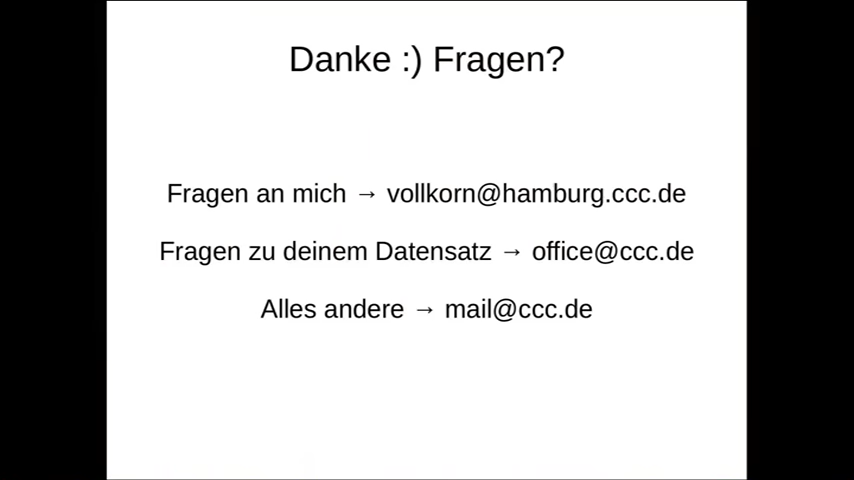 Danke :) Fragen?
Fragen an mich → vollkorn@hamburg.ccc.de
Fragen zu deinem Datensatz → office@ccc.de
Alles andere → mail@ccc.de